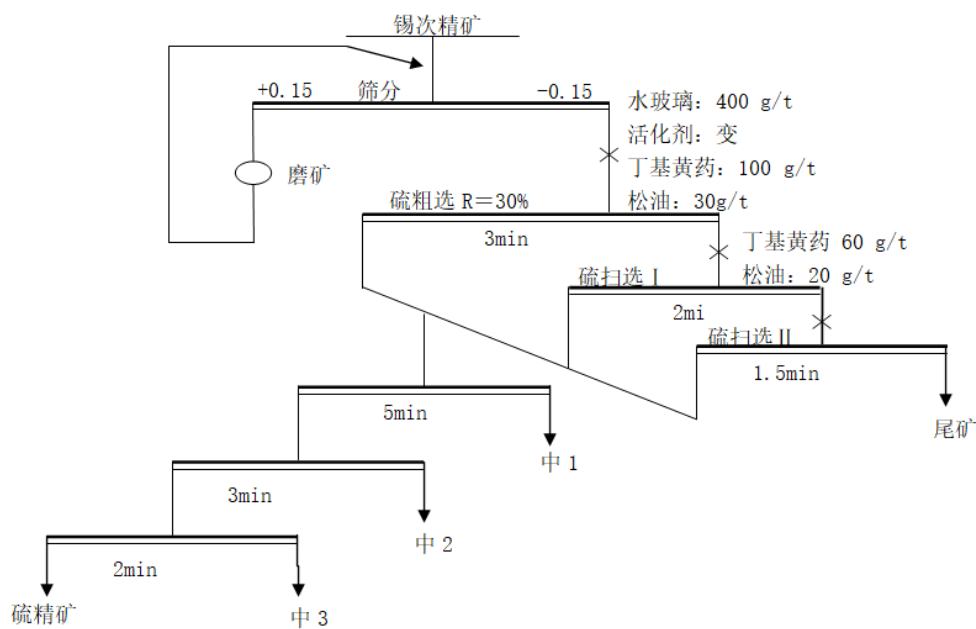 锡次精矿
+0.15 筛分 -0.15
水玻璃：400 g/t
活化剂：变
丁基黄药：100 g/t
松油：30g/t
磨矿
硫粗选 R＝30%
3min
丁基黄药 60 g/t
松油：20 g/t
硫扫选Ⅰ
2mi
硫扫选Ⅱ
1.5min
尾矿
5min
中1
3min
中2
2min
硫精矿
中3